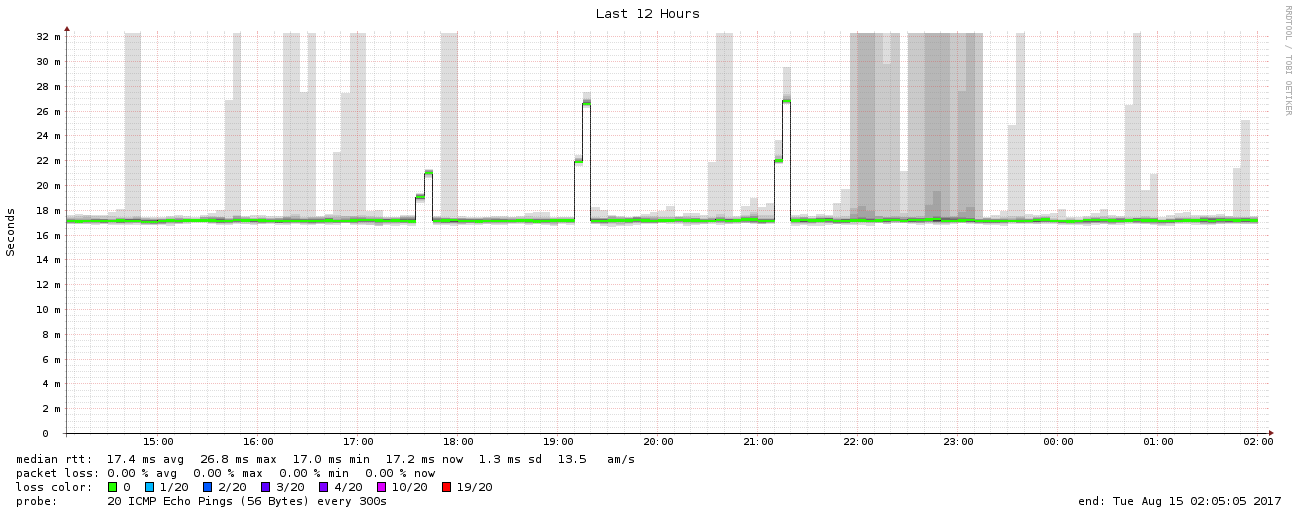 Last 12 Hours
RRDTOOL / TOBI OETIKER
Seconds
32 m
30 m
28 m
26 m
24 m
22 m
20 m
18 m
16 m
14 m
12 m
10 m
8 m
6 m
4 m
2 m
0
15:00 16:00 17:00 18:00 19:00 20:00 21:00 22:00 23:00 00:00 01:00 02:00
median rtt: 17.4 ms avg 26.8 ms max 17.0 ms min 17.2 ms now 1.3 ms sd 13.5 am/s
packet loss: 0.00 % avg 0.00 % max 0.00 % min 0.00 % now
loss color: 0 1/20 2/20 3/20 4/20 10/20 19/20
probe: 20 ICMP Echo Pings (56 Bytes) every 300s end: Tue Aug 15 02:05:05 2017